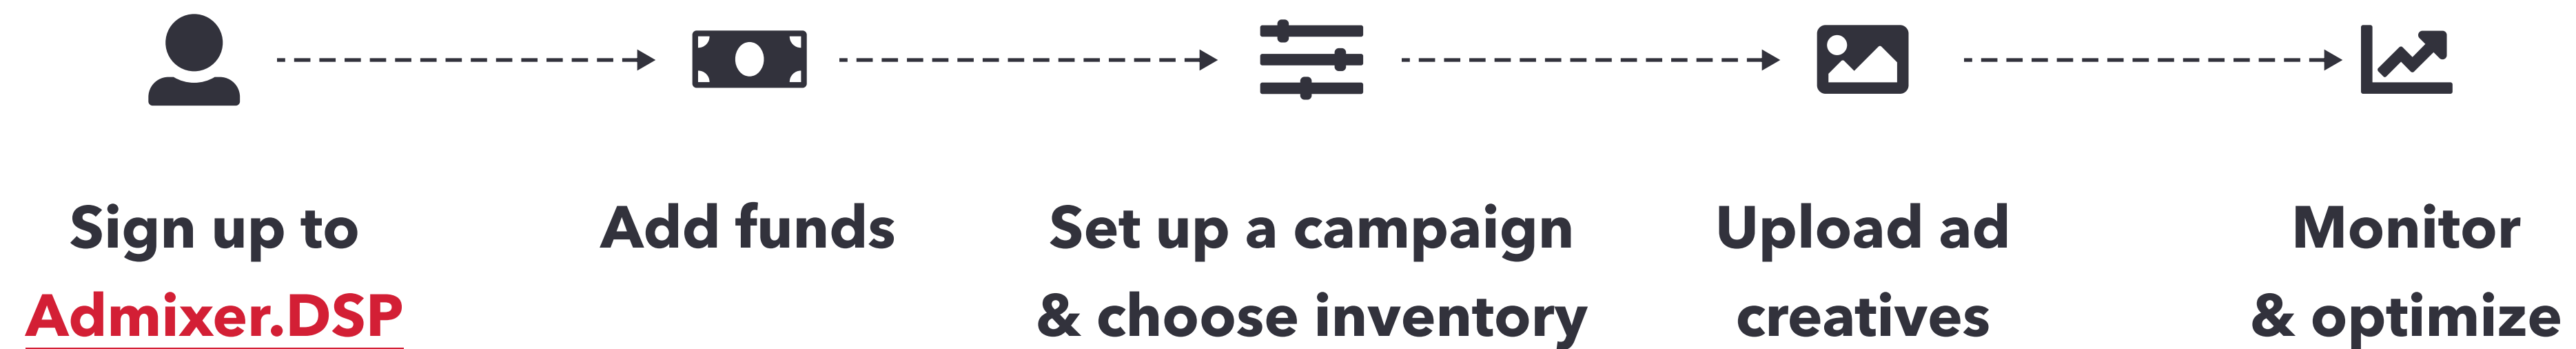 Sign up to
Admixer.DSP
Add funds
Set up a campaign
& choose inventory
Upload ad
creatives
Monitor
& optimize